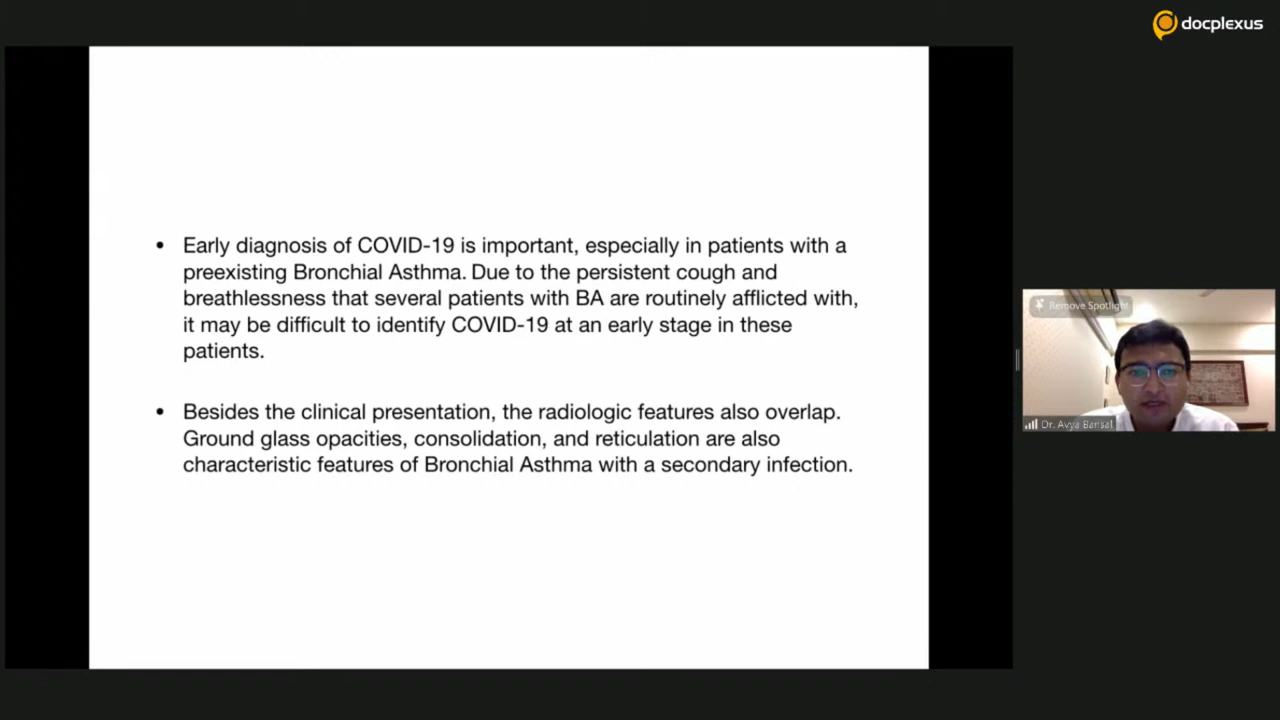 docplexus
• Early diagnosis of COVID-19 is important, especially in patients with a
preexisting Bronchial Asthma. Due to the persistent cough and
breathlessness that several patients with BA are routinely afflicted with,
it may be difficult to identify COVID-19 at an early stage in these
patients.
• Besides the clinical presentation, the radiologic features also overlap.
Ground glass opacities, consolidation, and reticulation are also
characteristic features of Bronchial Asthma with a secondary infection.
Remove Spotlight
Dr. Avya Bansal